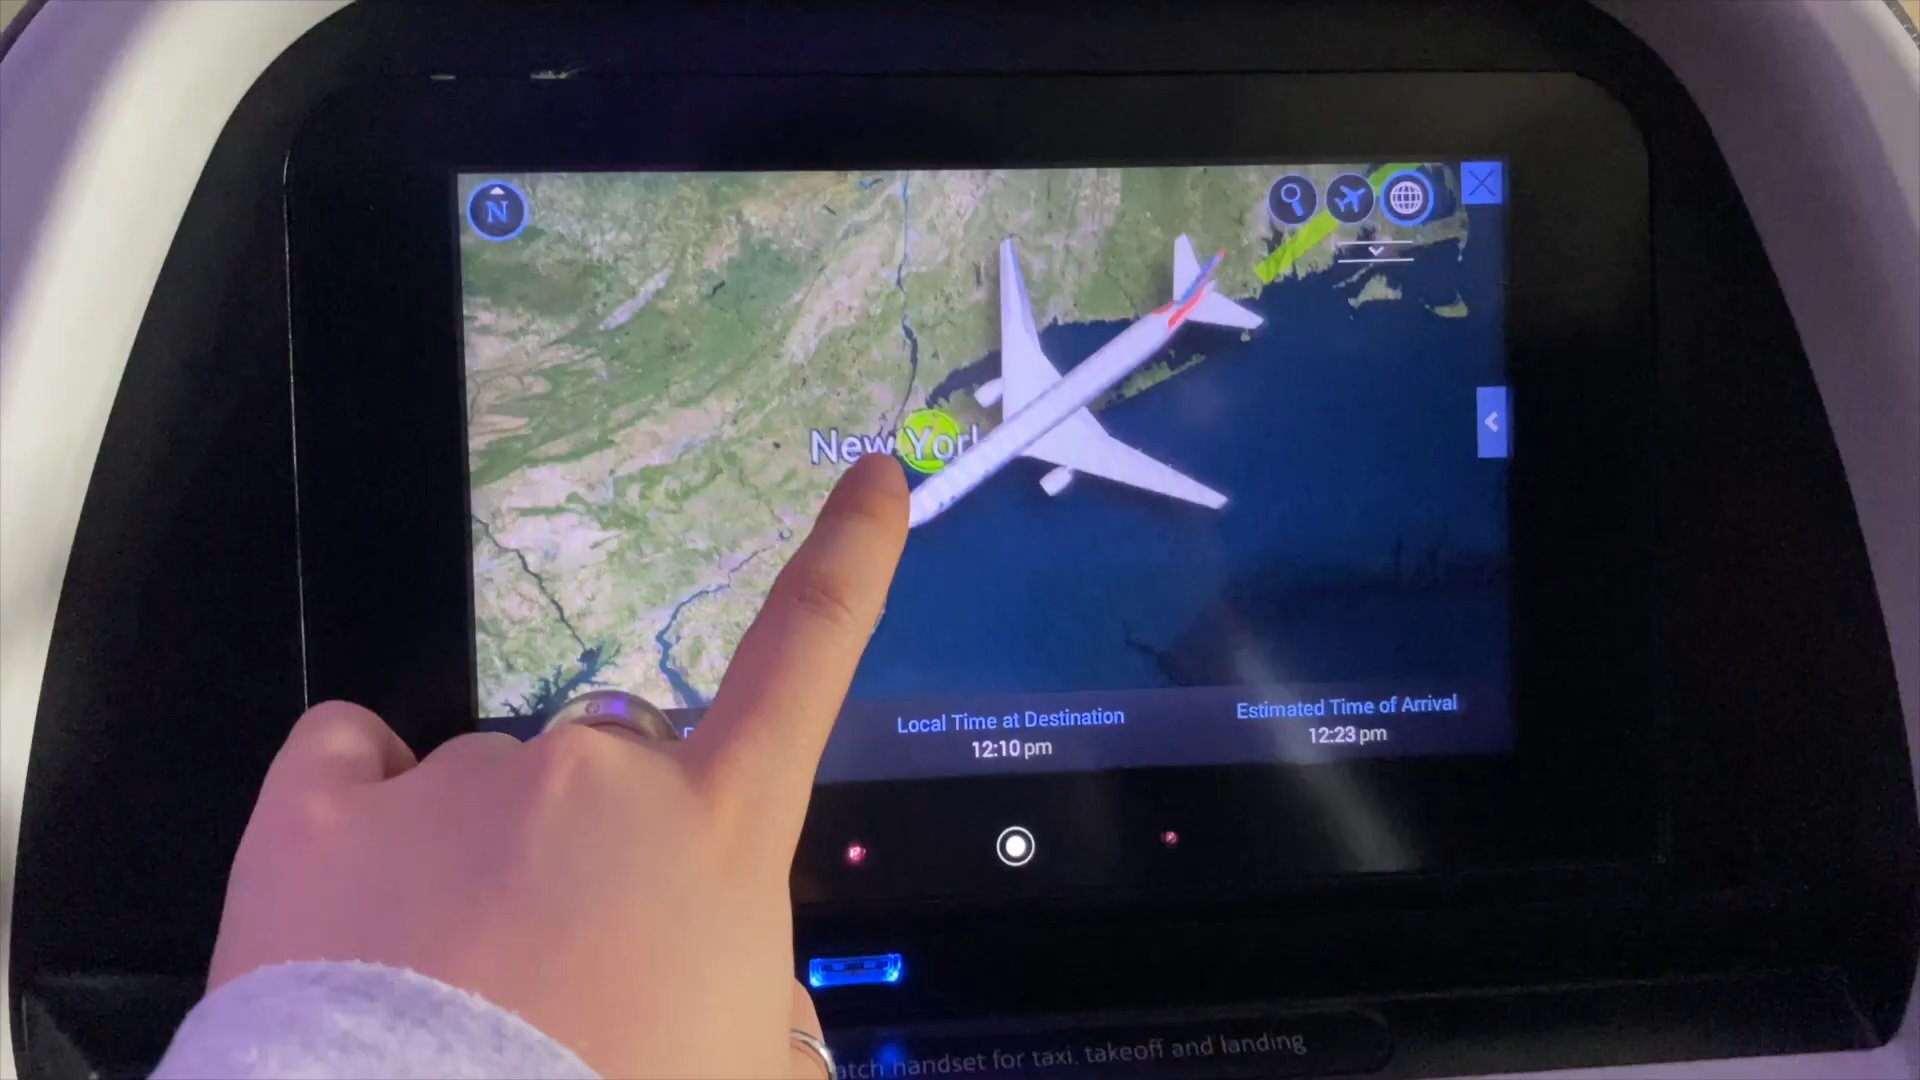 N
New York
Local Time at Destination
12:10 pm
Estimated Time of Arrival
12:23 pm
handset for taxi. takeoff and landing